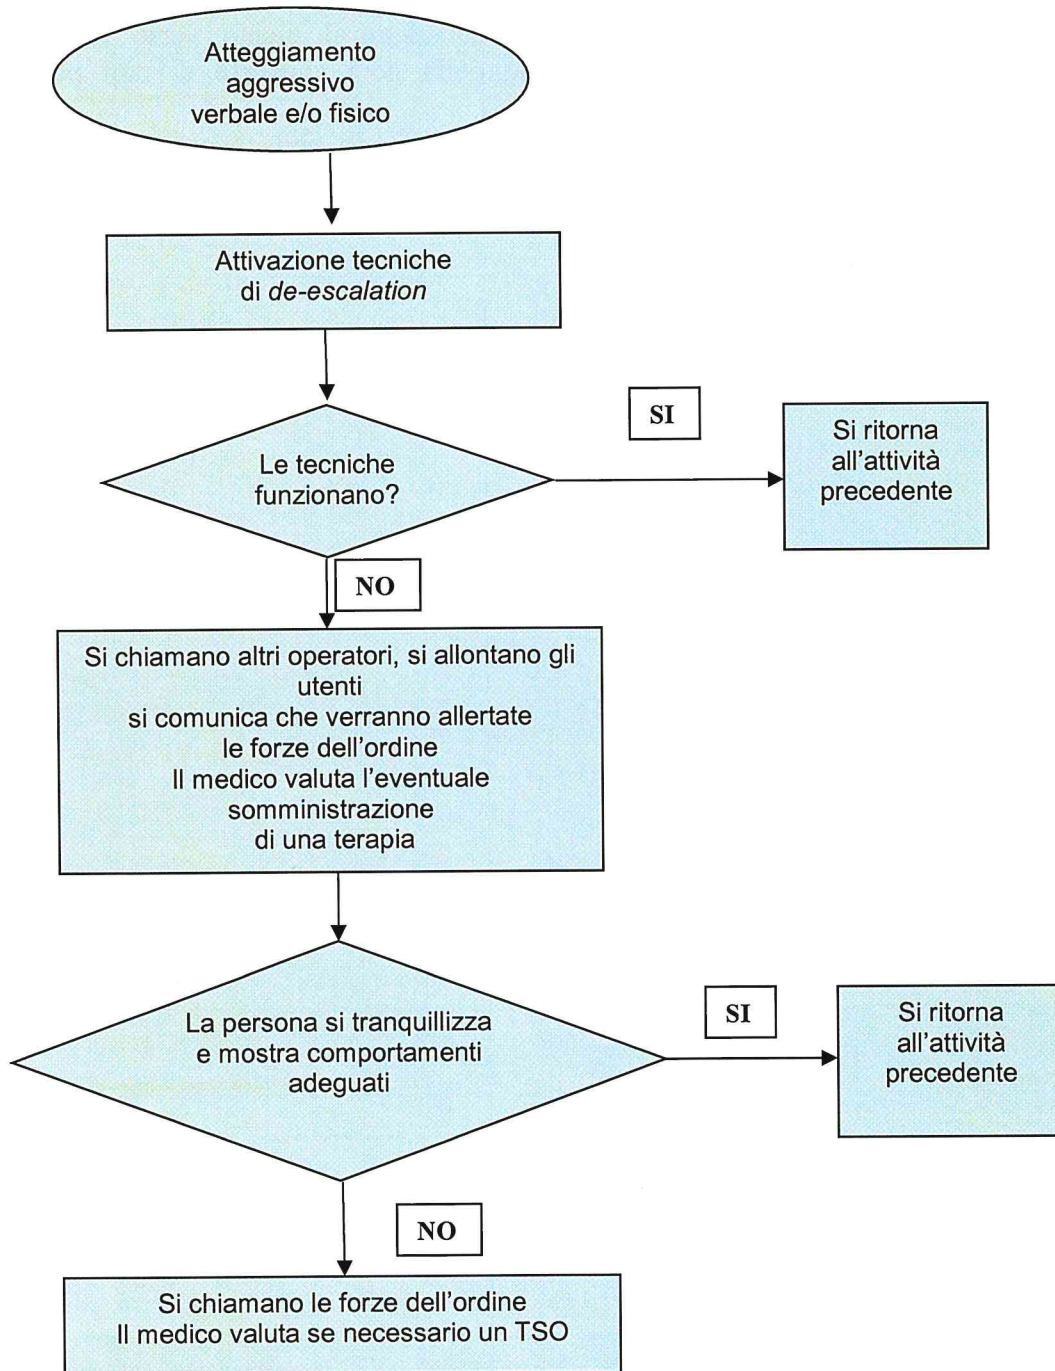 Atteggiamento
aggressivo
verbale e/o fisico
Attivazione tecniche
di de-escalation
Le tecniche
funzionano?
SI
Si ritorna
all'attività
precedente
NO
Si chiamano altri operatori, si allontano gli
utenti
si comunica che verranno allertate
le forze dell'ordine
Il medico valuta l'eventuale
somministrazione
di una terapia
La persona si tranquillizza
e mostra comportamenti
adeguati
SI
Si ritorna
all'attività
precedente
NO
Si chiamano le forze dell'ordine
Il medico valuta se necessario un TSO